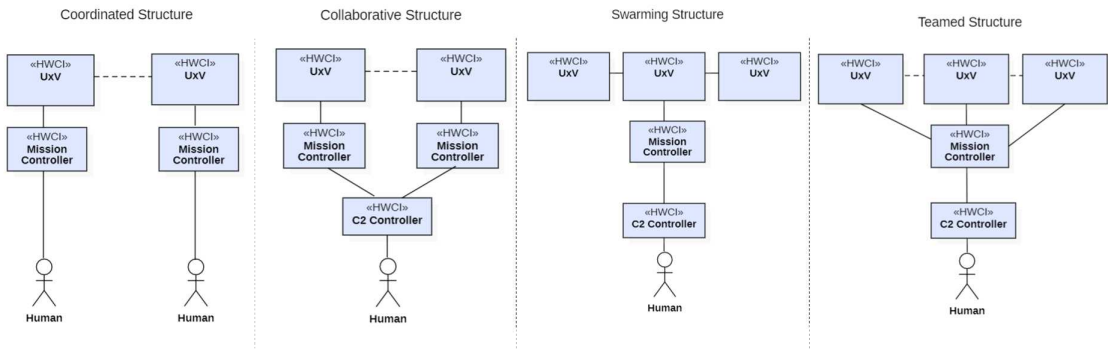 Coordinated Structure
«HWCI»
UxV
«HWCI»
UxV
«HWCI»
Mission
Controller
«HWCI»
Mission
Controller
Human
Human
Collaborative Structure
«HWCI»
UxV
«HWCI»
UxV
«HWCI»
Mission
Controller
«HWCI»
Mission
Controller
«HWCI»
C2 Controller
Human
Swarming Structure
«HWCI»
UxV
«HWCI»
UxV
«HWCI»
UxV
«HWCI»
Mission
Controller
«HWCI»
C2 Controller
Human
Teamed Structure
«HWCI»
UxV
«HWCI»
UxV
«HWCI»
UxV
«HWCI»
Mission
Controller
«HWCI»
C2 Controller
Human